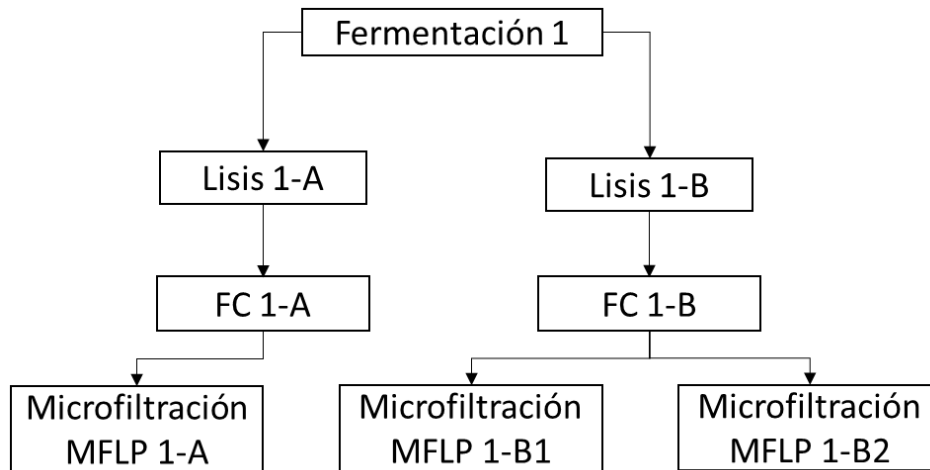 Fermentación 1
Lisis 1-A
Lisis 1-B
FC 1-A
FC 1-B
Microfiltración
MFLP 1-A
Microfiltración
MFLP 1-B1
Microfiltración
MFLP 1-B2